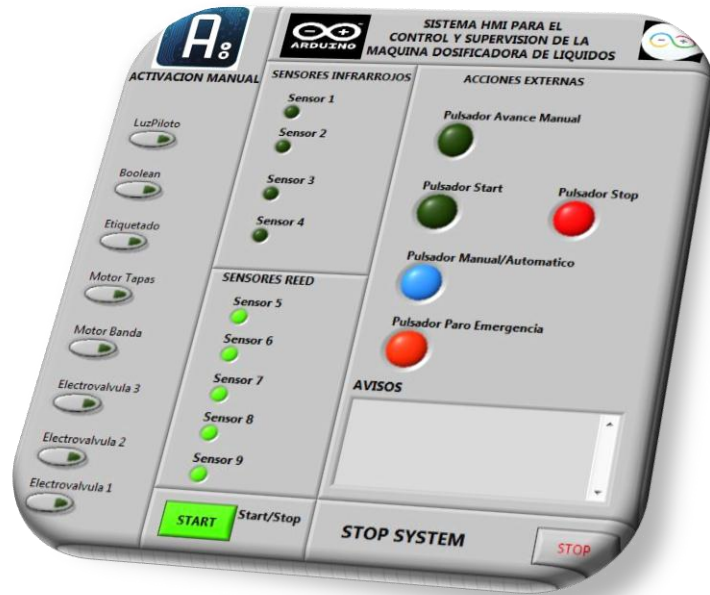 A:
ARDUINO
SISTEMA HMI PARA EL
CONTROL Y SUPERVISION DE LA
MAQUINA DOSIFICADORA DE LIQUIDOS
ACTIVACION MANUAL
LuzPiloto
Boolean
Etiquetado
Motor Tapas
Motor Banda
Electrovalvula 3
Electrovalvula 2
Electrovalvula 1
SENSORES INFRARROJOS
Sensor 1
Sensor 2
Sensor 3
Sensor 4
SENSORES REED
Sensor 5
Sensor 6
Sensor 7
Sensor 8
Sensor 9
ACCIONES EXTERNAS
Pulsador Avance Manual
Pulsador Start
Pulsador Stop
Pulsador Manual/Automatico
Pulsador Paro Emergencia
AVISOS
START
Start/Stop
STOP SYSTEM
STOP